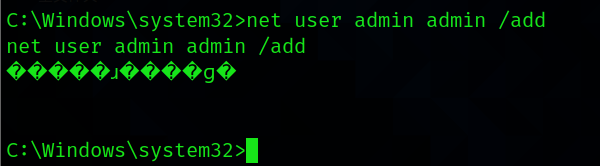 C:\Windows\system32>net user admin admin /add
net user admin admin /add
�����ɹ����ɡ�
C:\Windows\system32>